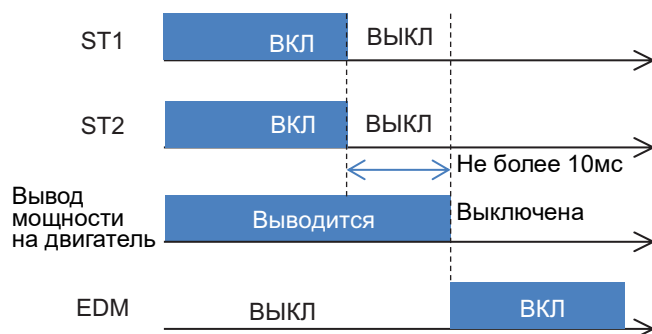 ST1
ВКЛ
ВЫКЛ
ST2
ВКЛ
ВЫКЛ
Не более 10мс
Вывод
мощности
на двигатель
Выводится
Выключена
EDM
ВЫКЛ
ВКЛ